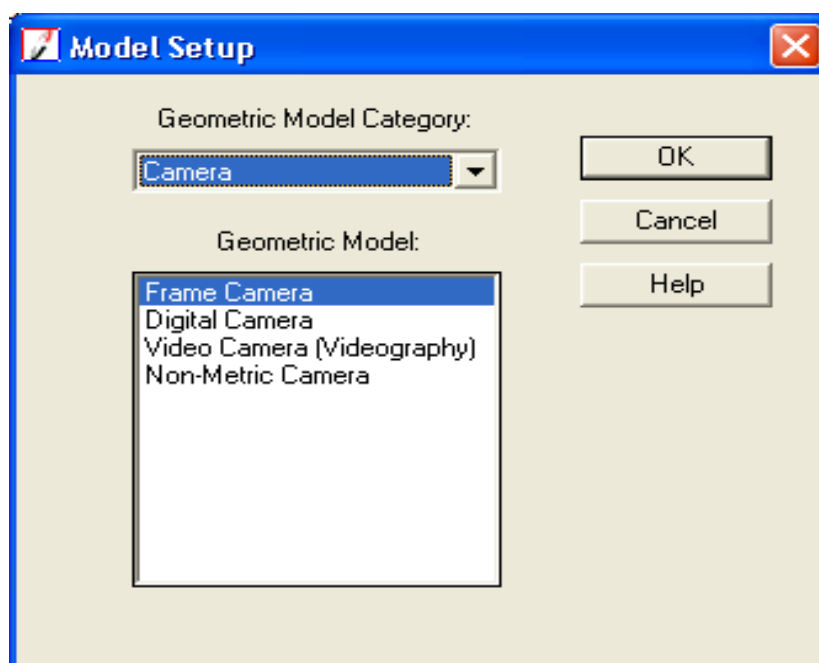 Model Setup
Geometric Model Category:
Camera
OK
Cancel
Geometric Model:
Help
Frame Camera
Digital Camera
Video Camera (Videography)
Non-Metric Camera